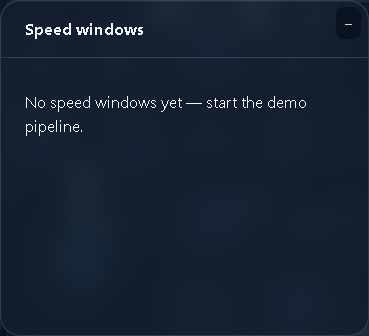 Speed windows
–
No speed windows yet — start the demo
pipeline.